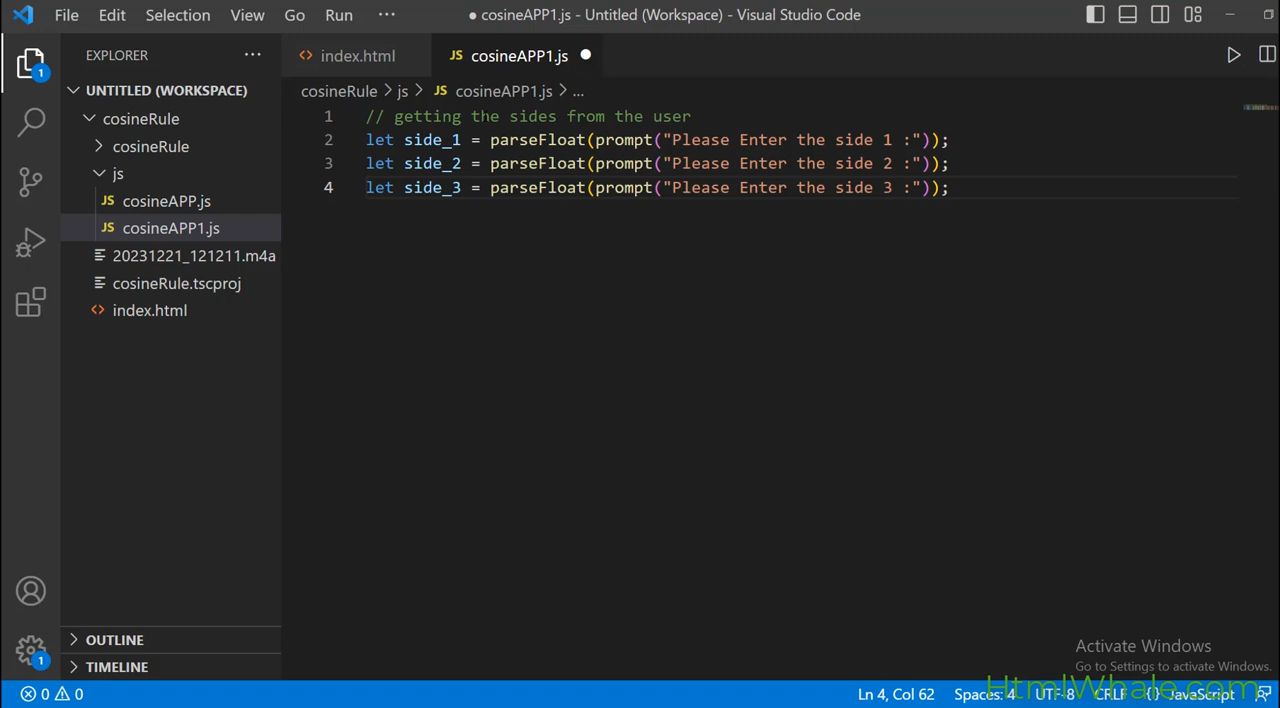 File Edit Selection View Go Run ··· ● cosineAPP1.js - Untitled (Workspace) - Visual Studio Code
EXPLORER ···
1
UNTITLED (WORKSPACE)
cosineRule
cosineRule
js
JS cosineAPP.js
JS cosineAPP1.js
20231221_121211.m4a
cosineRule.tscproj
<> index.html
OUTLINE
TIMELINE
1
<> index.html JS cosineAPP1.js ●
cosineRule > js > JS cosineAPP1.js > ...
1 // getting the sides from the user
2 let side_1 = parseFloat(prompt("Please Enter the side 1 :"));
3 let side_2 = parseFloat(prompt("Please Enter the side 2 :"));
4 let side_3 = parseFloat(prompt("Please Enter the side 3 :"));
Activate Windows
Go to Settings to activate Windows.
HtmlWhale.com
0 0 Ln 4, Col 62 Spaces: 4 UTF-8 CRLF {} JavaScript